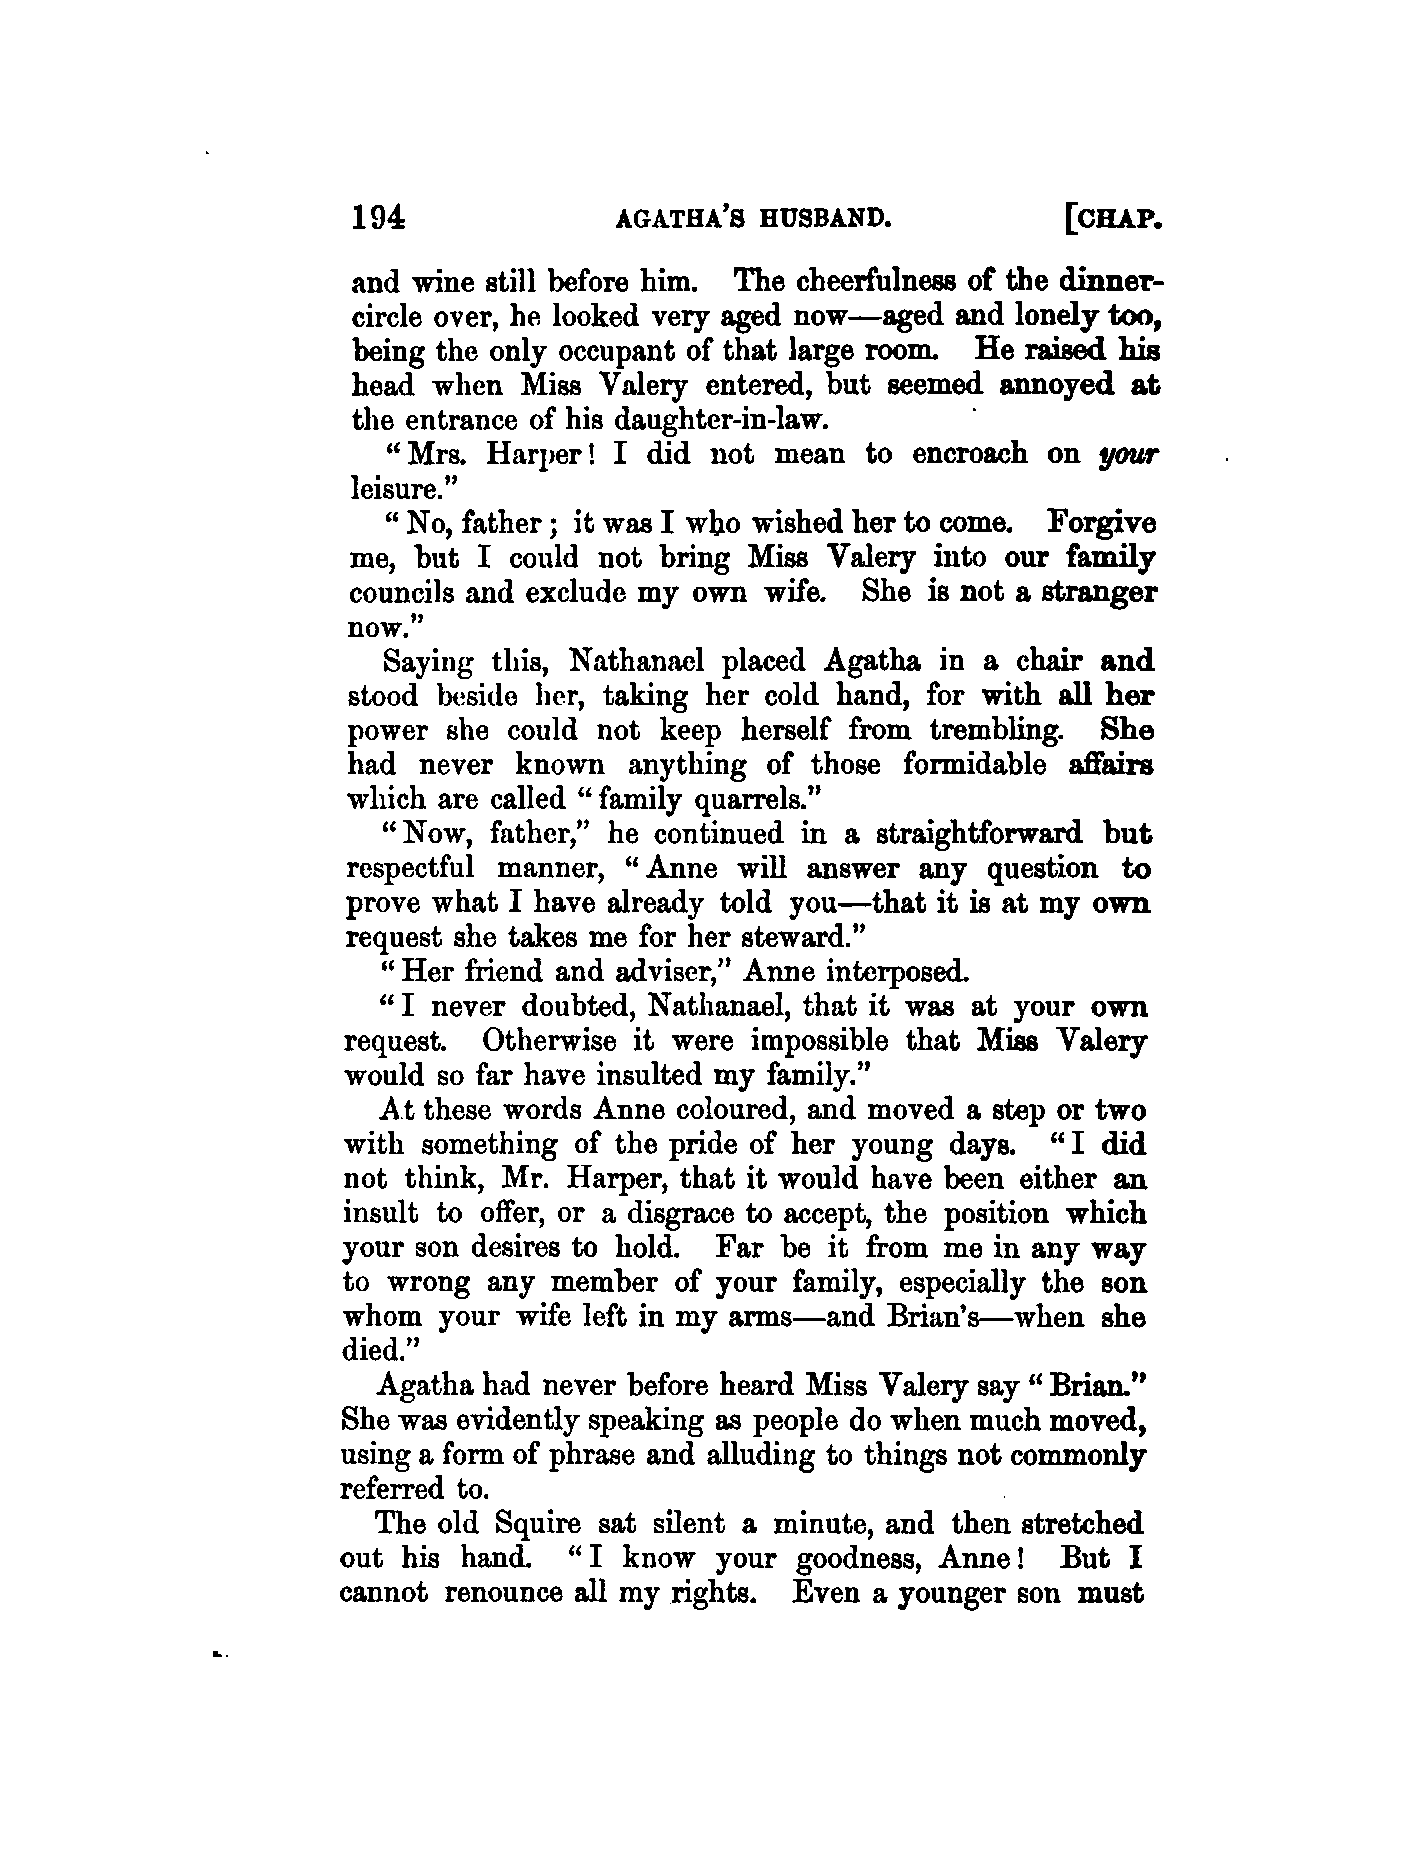 194 AGATHA'S HUSBAND. [CHAP.
and wine still before him. The cheerfulness of the dinner-
circle over, he looked very aged now—aged and lonely too,
being the only occupant of that large room. He raised his
head when Miss Valery entered, but seemed annoyed at
the entrance of his daughter-in-law.
"Mrs. Harper! I did not mean to encroach on your
leisure."
"No, father; it was I who wished her to come. Forgive
me, but I could not bring Miss Valery into our family
councils and exclude my own wife. She is not a stranger
now."
Saying this, Nathanael placed Agatha in a chair and
stood beside her, taking her cold hand, for with all her
power she could not keep herself from trembling. She
had never known anything of those formidable affairs
which are called "family quarrels."
"Now, father," he continued in a straightforward but
respectful manner, "Anne will answer any question to
prove what I have already told you—that it is at my own
request she takes me for her steward."
"Her friend and adviser," Anne interposed.
"I never doubted, Nathanael, that it was at your own
request. Otherwise it were impossible that Miss Valery
would so far have insulted my family."
At these words Anne coloured, and moved a step or two
with something of the pride of her young days. "I did
not think, Mr. Harper, that it would have been either an
insult to offer, or a disgrace to accept, the position which
your son desires to hold. Far be it from me in any way
to wrong any member of your family, especially the son
whom your wife left in my arms—and Brian's—when she
died."
Agatha had never before heard Miss Valery say "Brian."
She was evidently speaking as people do when much moved,
using a form of phrase and alluding to things not commonly
referred to.
The old Squire sat silent a minute, and then stretched
out his hand. "I know your goodness, Anne! But I
cannot renounce all my rights. Even a younger son must